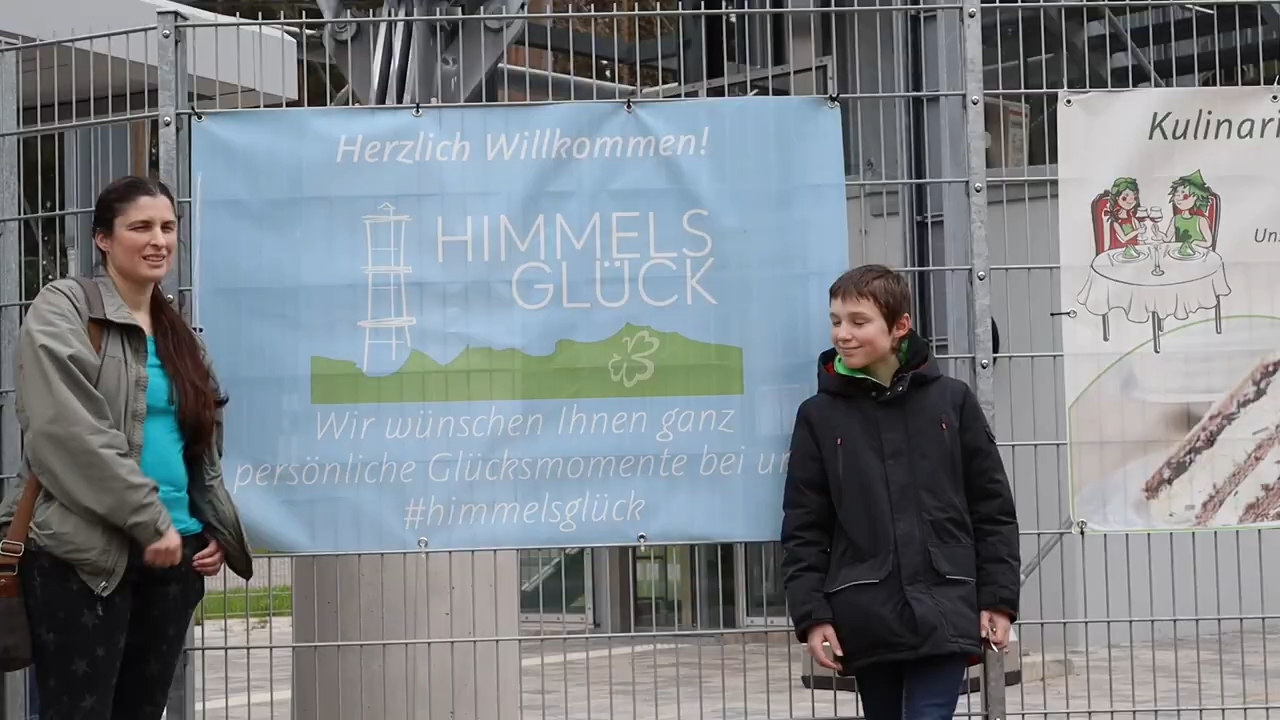 Herzlich Willkommen!
HIMMELS
GLÜCK
Wir wünschen Ihnen ganz
persönliche Glücksmomente bei
#himmelsglück